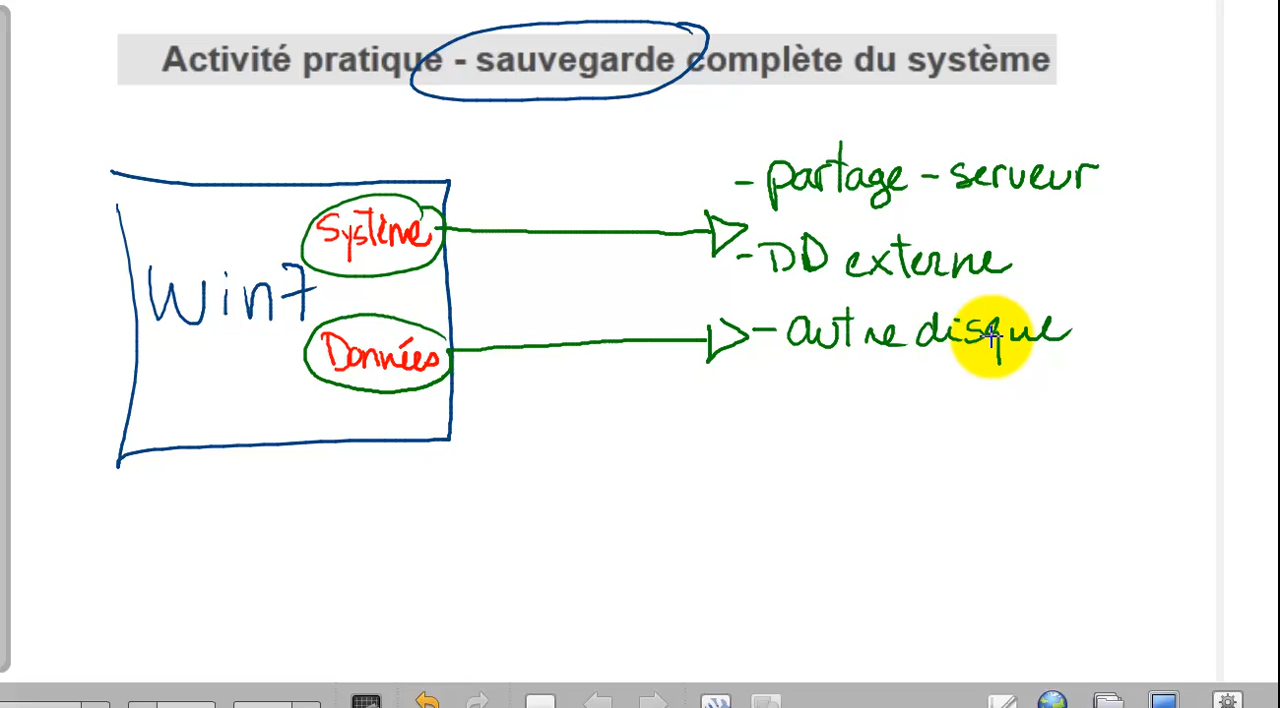 Activité pratique - sauvegarde complète du système
- partage - serveur
Système
- DD externe
Win7
- autre disque
Données